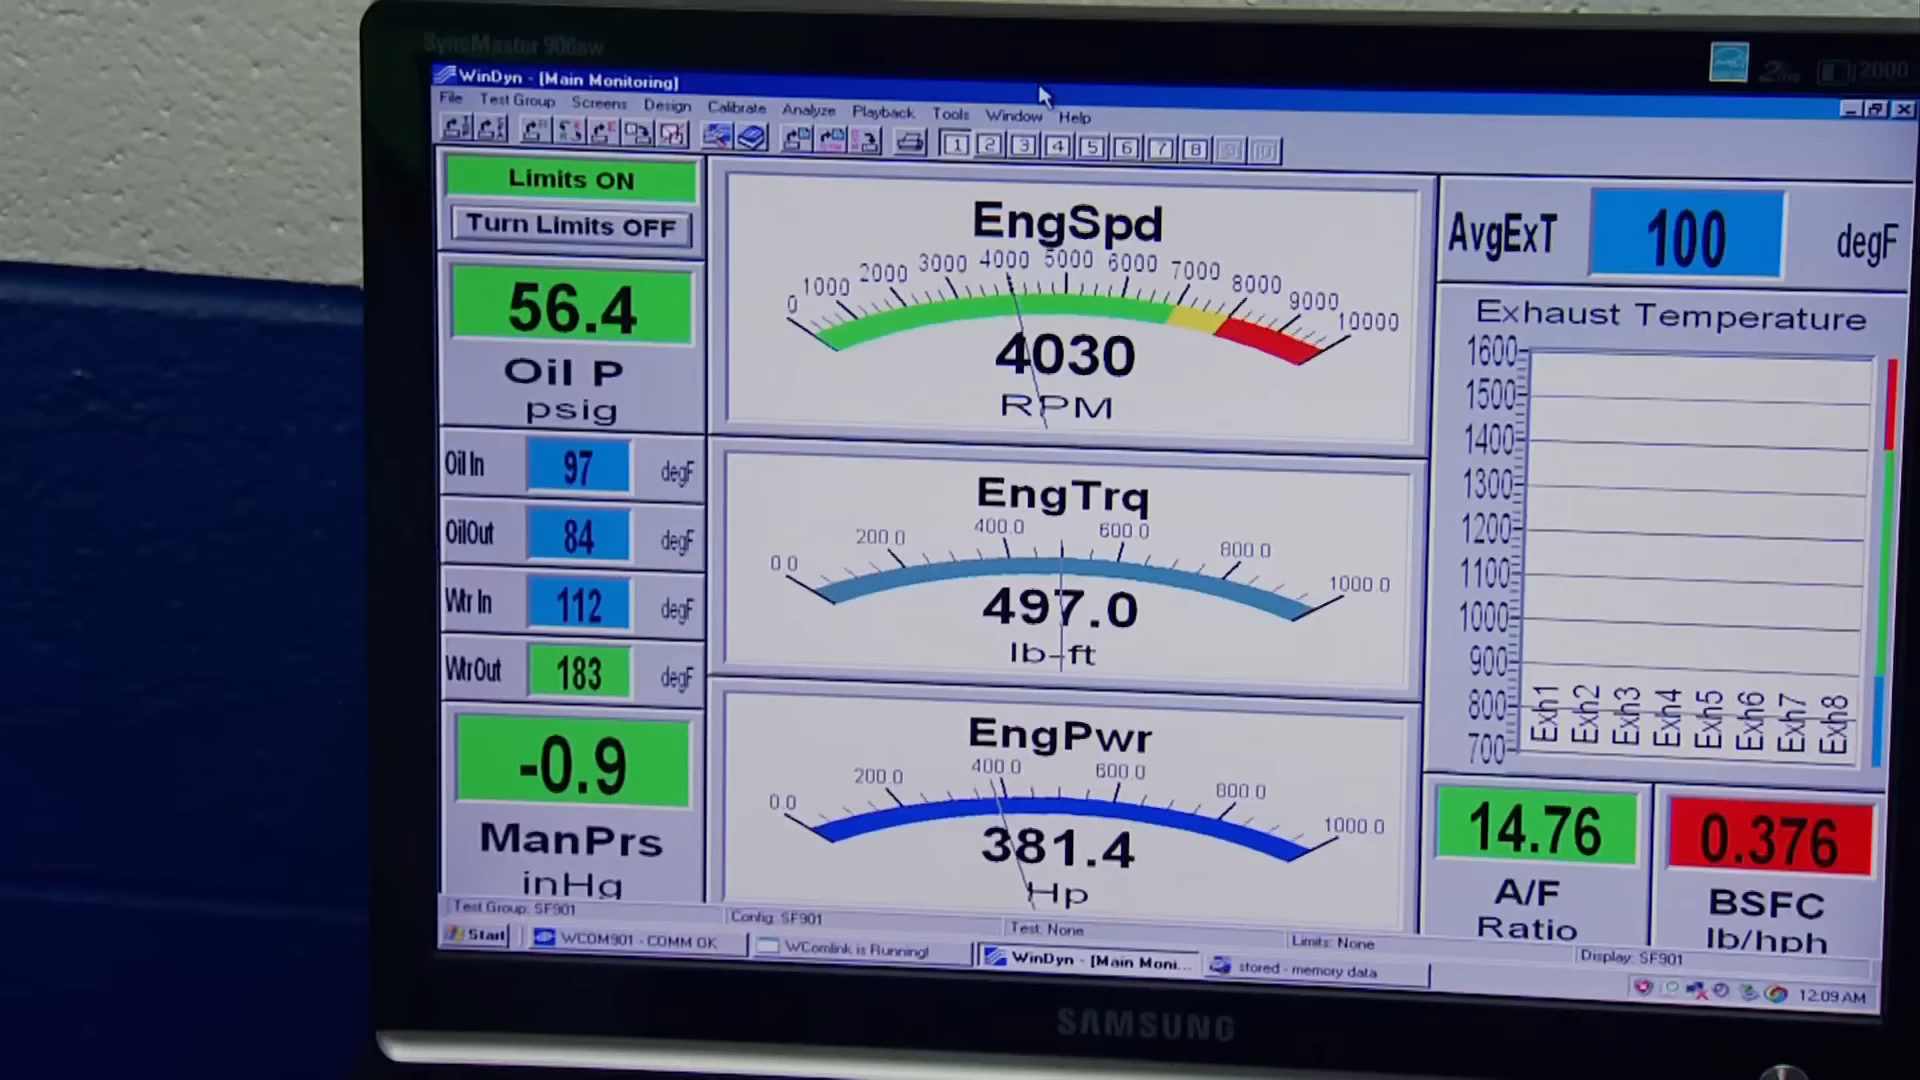 SyncMaster 906aw
2ms
2000
WinDyn - [Main Monitoring]
File Test Group Screens Design Calibrate Analyze Playback Tools Window Help
1 2 3 4 5 6 7 8 9 10
Limits ON
Turn Limits OFF
56.4
Oil P
psig
Oil In 97 degF
OilOut 84 degF
Wtr In 112 degF
WtrOut 183 degF
-0.9
ManPrs
inHg
EngSpd
0 1000 2000 3000 4000 5000 6000 7000 8000 9000 10000
4030
RPM
EngTrq
0.0 200.0 400.0 600.0 800.0 1000.0
497.0
lb-ft
EngPwr
0.0 200.0 400.0 600.0 800.0 1000.0
381.4
Hp
AvgExT 100 degF
Exhaust Temperature
1600
1500
1400
1300
1200
1100
1000
900
800
700
Exh1 Exh2 Exh3 Exh4 Exh5 Exh6 Exh7 Exh8
14.76
A/F
Ratio
0.376
BSFC
lb/hph
Test Group: SF901 Config: SF901 Test: None Limits: None Display: SF901
Start WCOM901 - COMM OK WComlink is Running! WinDyn - [Main Moni... stored - memory data
12:09 AM
SAMSUNG